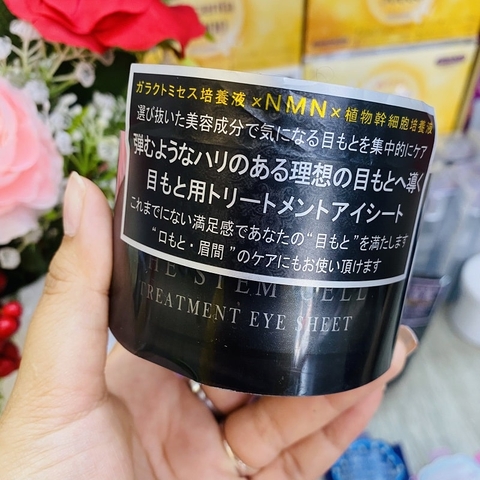 ガラクトミセス培養液×NMN×植物幹細胞培養液
選び抜いた美容成分で気になる目もとを集中的にケア
弾むようなハリのある理想の目もとへ導く
目もと用トリートメントアイシート
これまでにない満足感であなたの“目もと”を満たします
“口もと・眉間”のケアにもお使い頂けます
THE STEM CELL
TREATMENT EYE SHEET